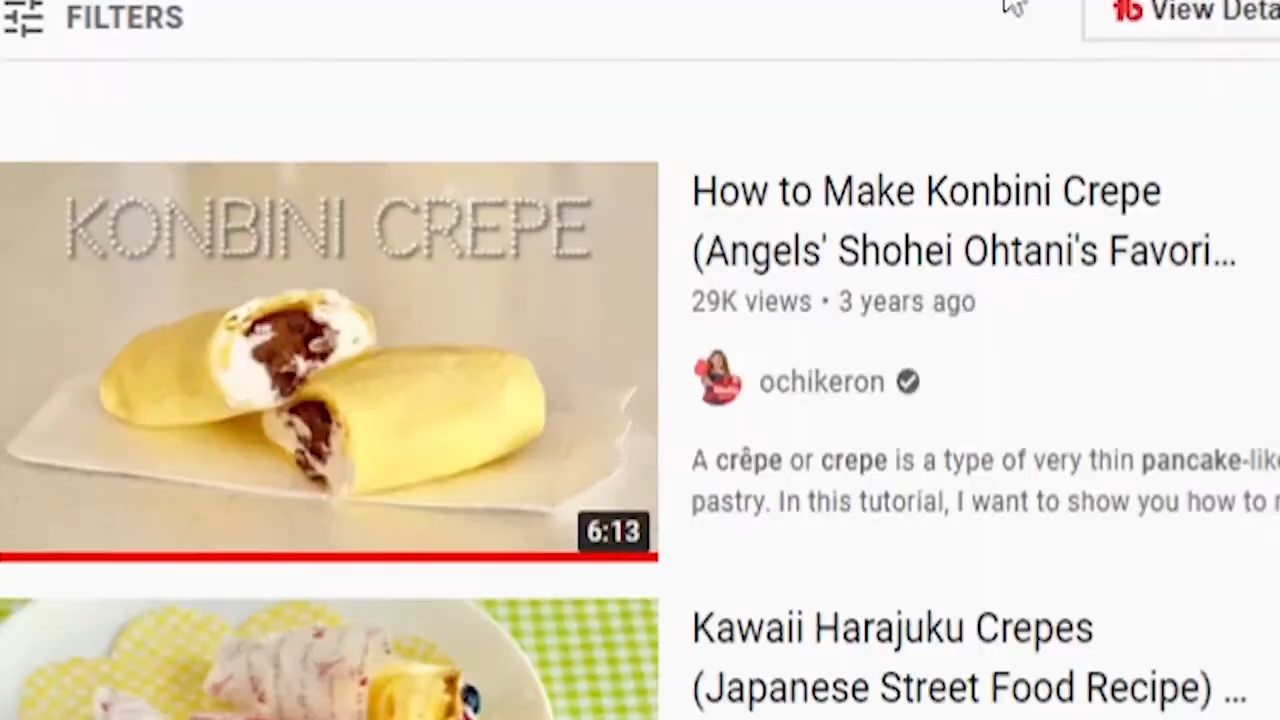 FILTERS
View Deta
KONBINI CREPE
6:13
How to Make Konbini Crepe
(Angels' Shohei Ohtani's Favori...
29K views • 3 years ago
ochikeron
A crêpe or crepe is a type of very thin pancake-lik
pastry. In this tutorial, I want to show you how to
Kawaii Harajuku Crepes
(Japanese Street Food Recipe) ...